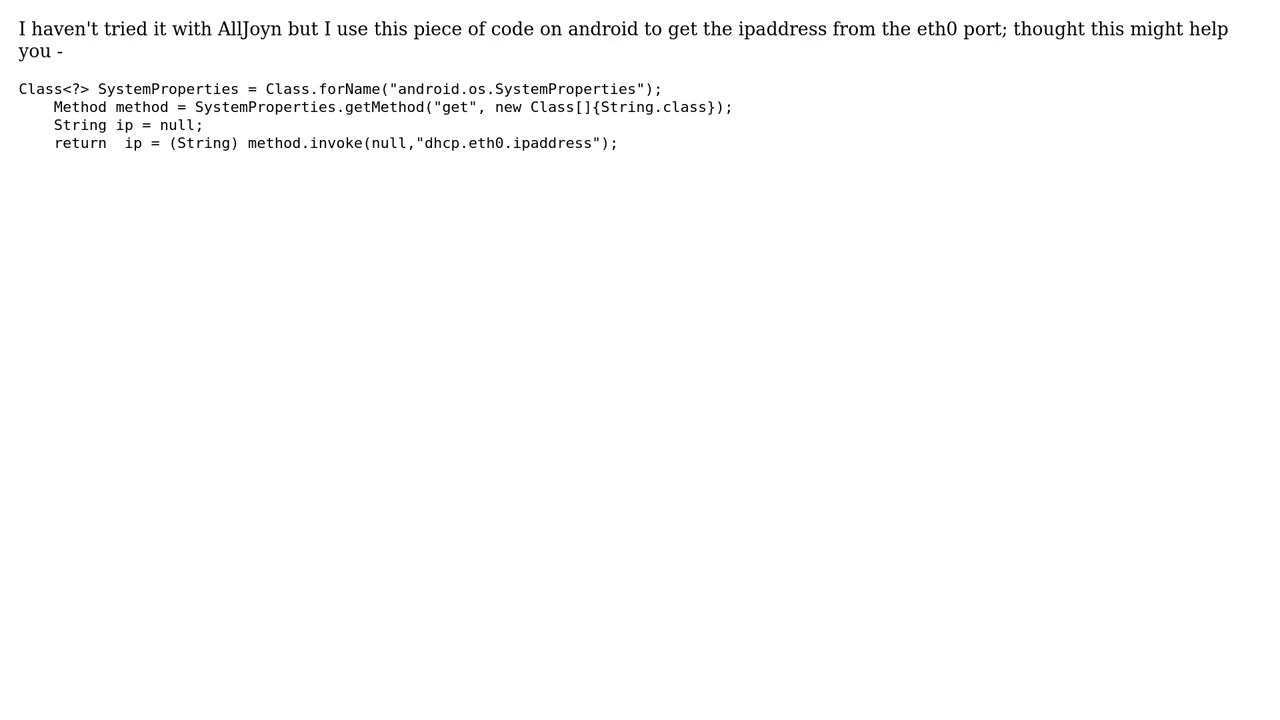 I haven't tried it with AllJoyn but I use this piece of code on android to get the ipaddress from the eth0 port; thought this might help
you -
Class<?> SystemProperties = Class.forName("android.os.SystemProperties");
    Method method = SystemProperties.getMethod("get", new Class[]{String.class});
    String ip = null;
    return  ip = (String) method.invoke(null,"dhcp.eth0.ipaddress");